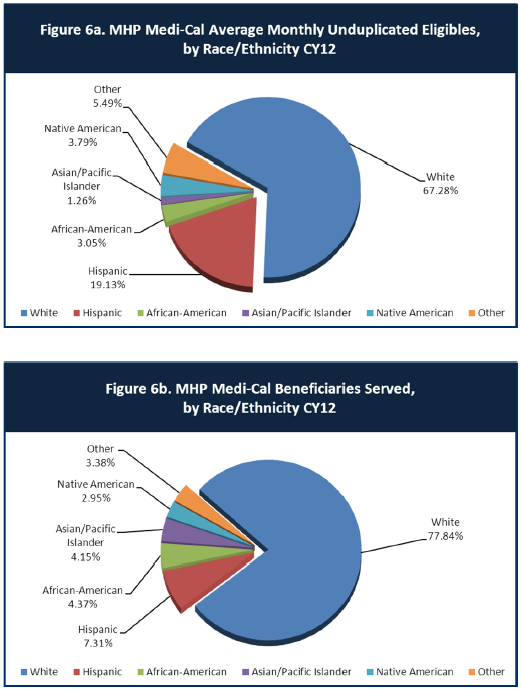 Figure 6a. MHP Medi-Cal Average Monthly Unduplicated Eligibles,
by Race/Ethnicity CY12
Other
5.49%
Native American
3.79%
Asian/Pacific
Islander
1.26%
African-American
3.05%
Hispanic
19.13%
White
67.28%
White Hispanic African-American Asian/Pacific Islander Native American Other
Figure 6b. MHP Medi-Cal Beneficiaries Served,
by Race/Ethnicity CY12
Other
3.38%
Native American
2.95%
Asian/Pacific
Islander
4.15%
African-American
4.37%
Hispanic
7.31%
White
77.84%
White Hispanic African-American Asian/Pacific Islander Native American Other